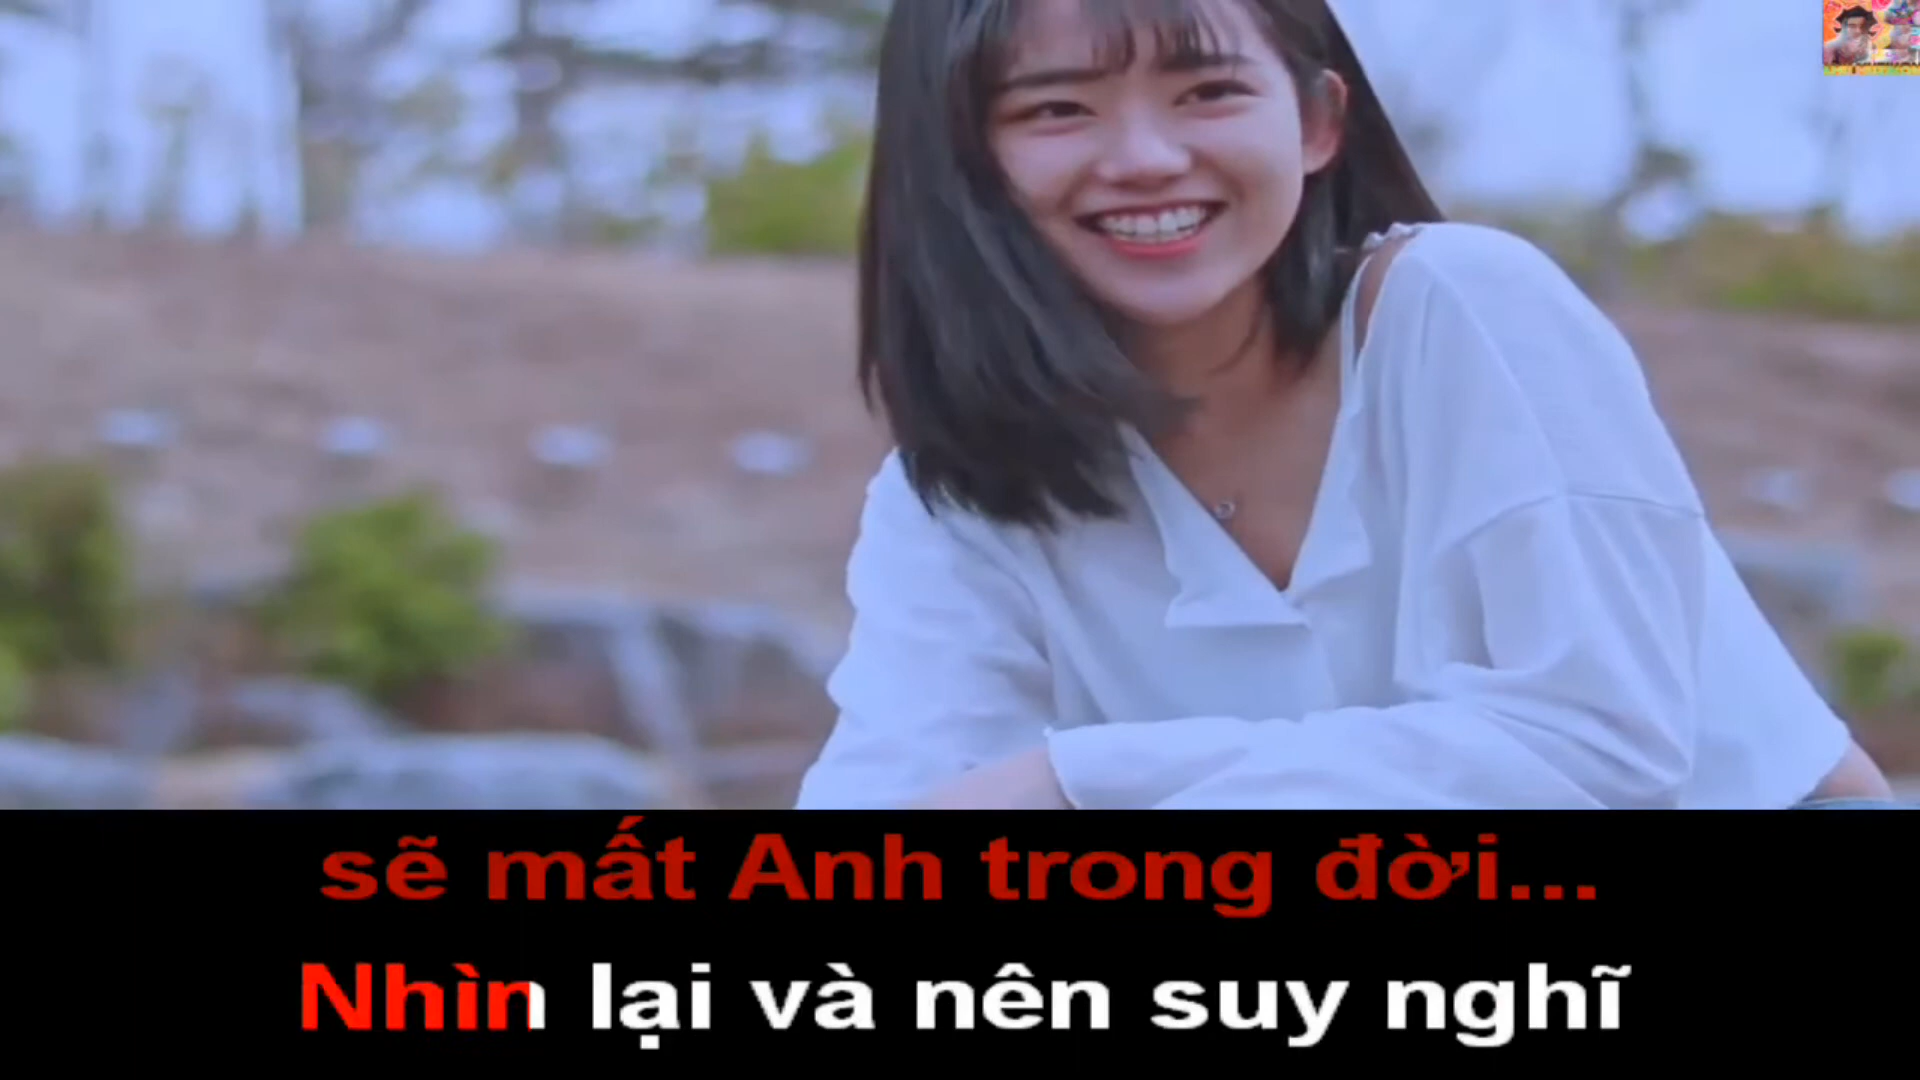 sẽ mất Anh trong đời...
Nhìn lại và nên suy nghĩ